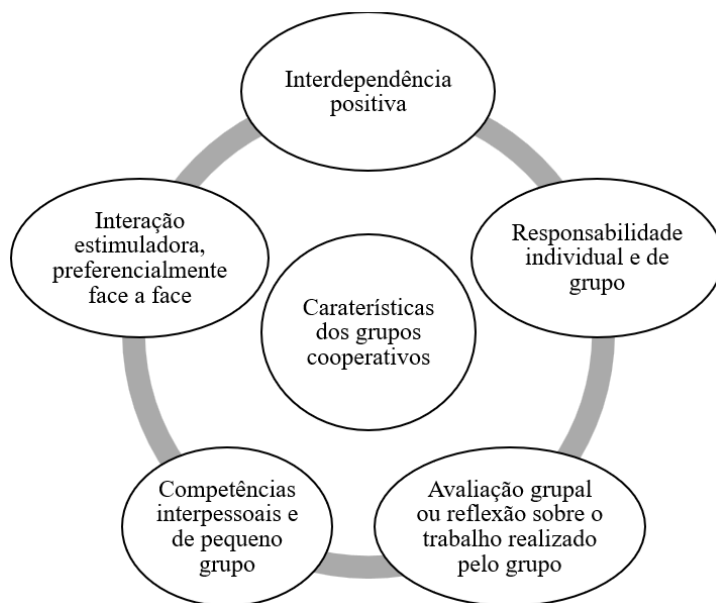 Interdependência
positiva
Interação
estimuladora,
preferencialmente
face a face
Responsabilidade
individual e de
grupo
Caraterísticas
dos grupos
cooperativos
Competências
interpessoais e
de pequeno
grupo
Avaliação grupal
ou reflexão sobre o
trabalho realizado
pelo grupo